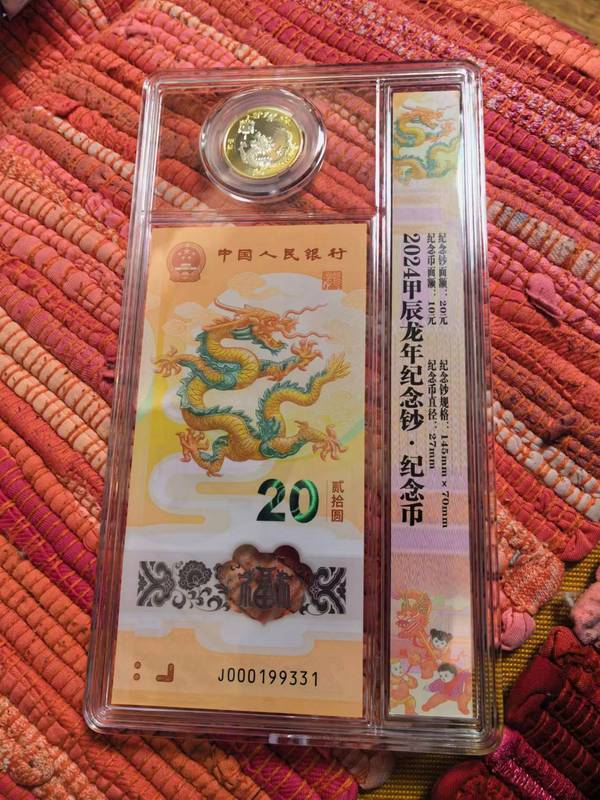 中国人民银行
20
贰拾圆
福
J000199331
纪念钞面额：20元 纪念钞规格：145mm×70mm
纪念币面额：10元 纪念币直径：27mm
2024甲辰龙年纪念钞·纪念币